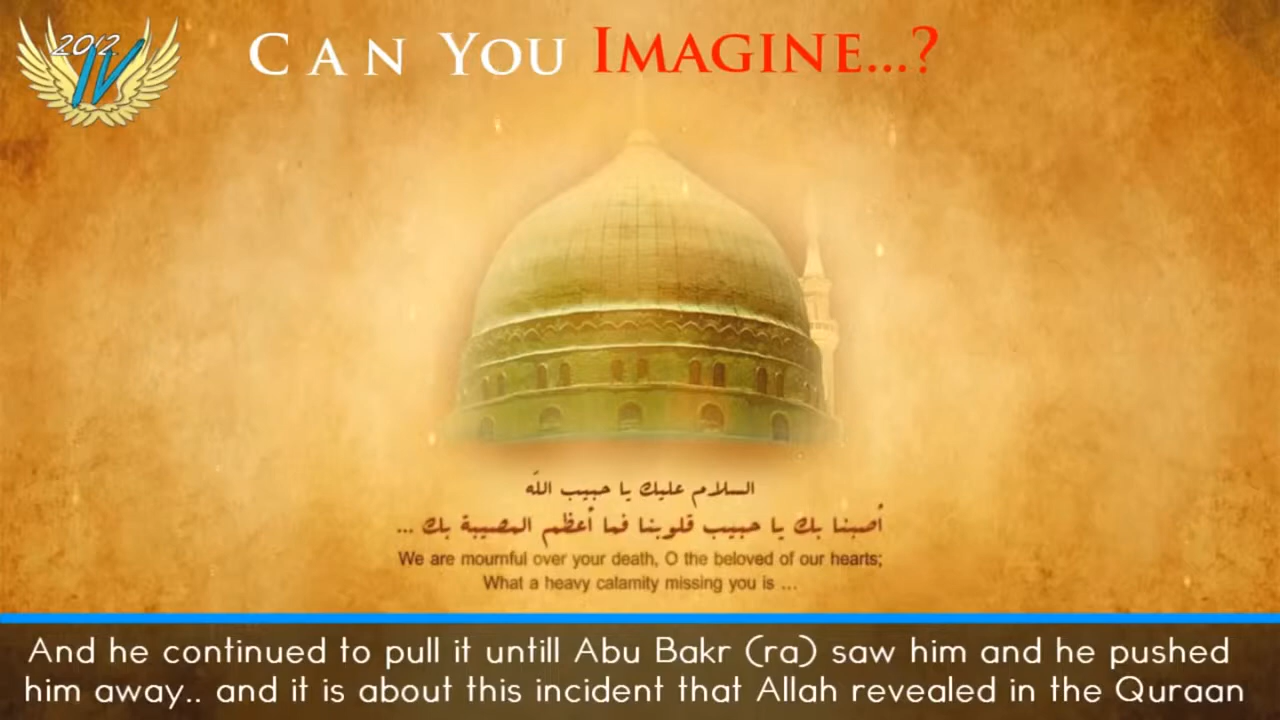 2012
IV
CAN YOU IMAGINE...?
السلام عليك يا حبيب الله
أصبنا بك يا حبيب قلوبنا فما أعظم المصيبة بك ...
We are mournful over your death, O the beloved of our hearts;
What a heavy calamity missing you is ...
And he continued to pull it untill Abu Bakr (ra) saw him and he pushed
him away.. and it is about this incident that Allah revealed in the Quraan